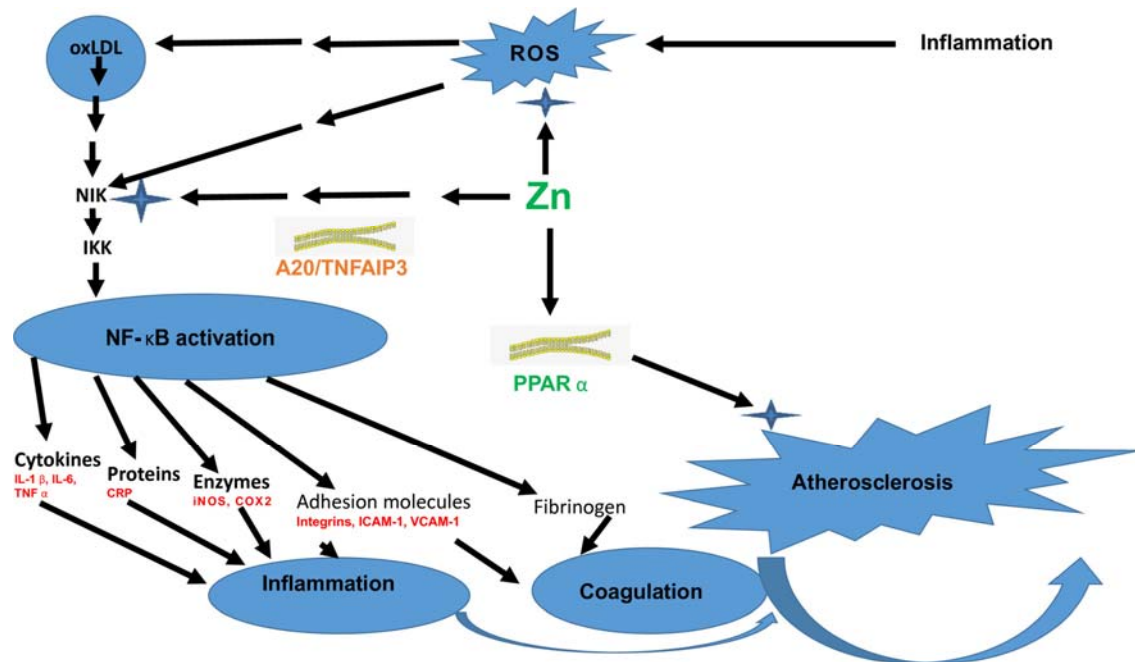 oxLDL
ROS
Inflammation
NIK
Zn
IKK
A20/TNFAIP3
NF-κB activation
PPAR α
Cytokines
IL-1 β, IL-6,
TNF α
Proteins
CRP
Enzymes
iNOS, COX2
Adhesion molecules
Integrins, ICAM-1, VCAM-1
Fibrinogen
Atherosclerosis
Inflammation
Coagulation